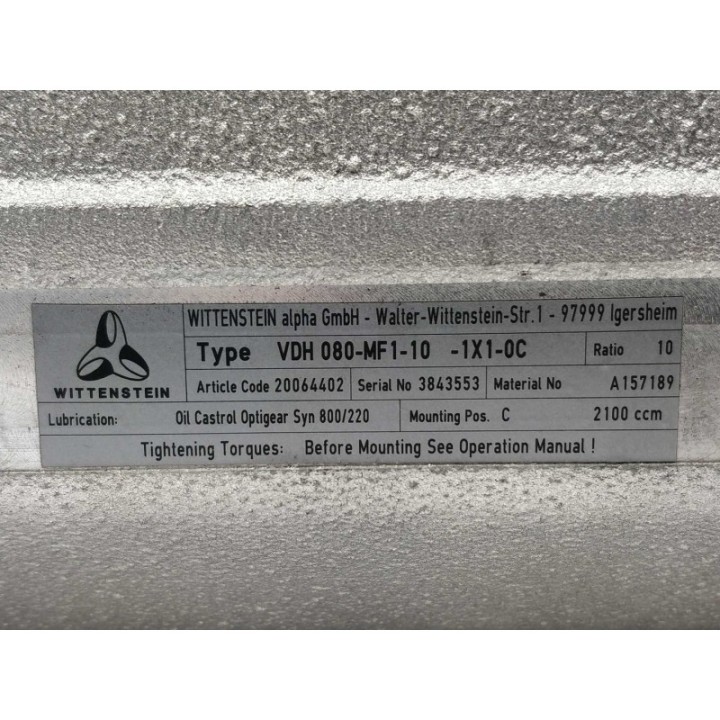 WITTENSTEIN alpha GmbH - Walter-Wittenstein-Str.1 - 97999 Igersheim
Type VDH 080-MF1-10 -1X1-0C Ratio 10
WITTENSTEIN
Article Code 20064402 Serial No 3843553 Material No A157189
Lubrication: Oil Castrol Optigear Syn 800/220 Mounting Pos. C 2100 ccm
Tightening Torques: Before Mounting See Operation Manual !